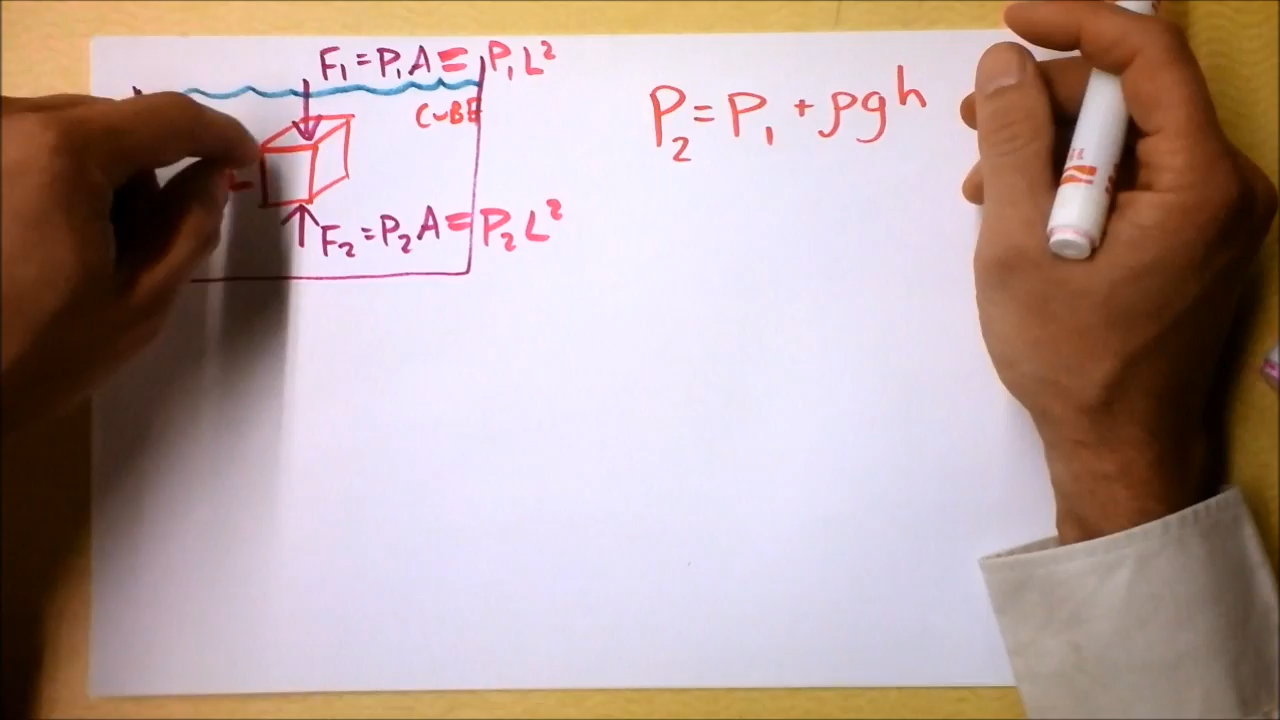 F₁=P₁A=P₁L²
CUBE
L
F₂=P₂A=P₂L²
P₂=P₁+ρgh